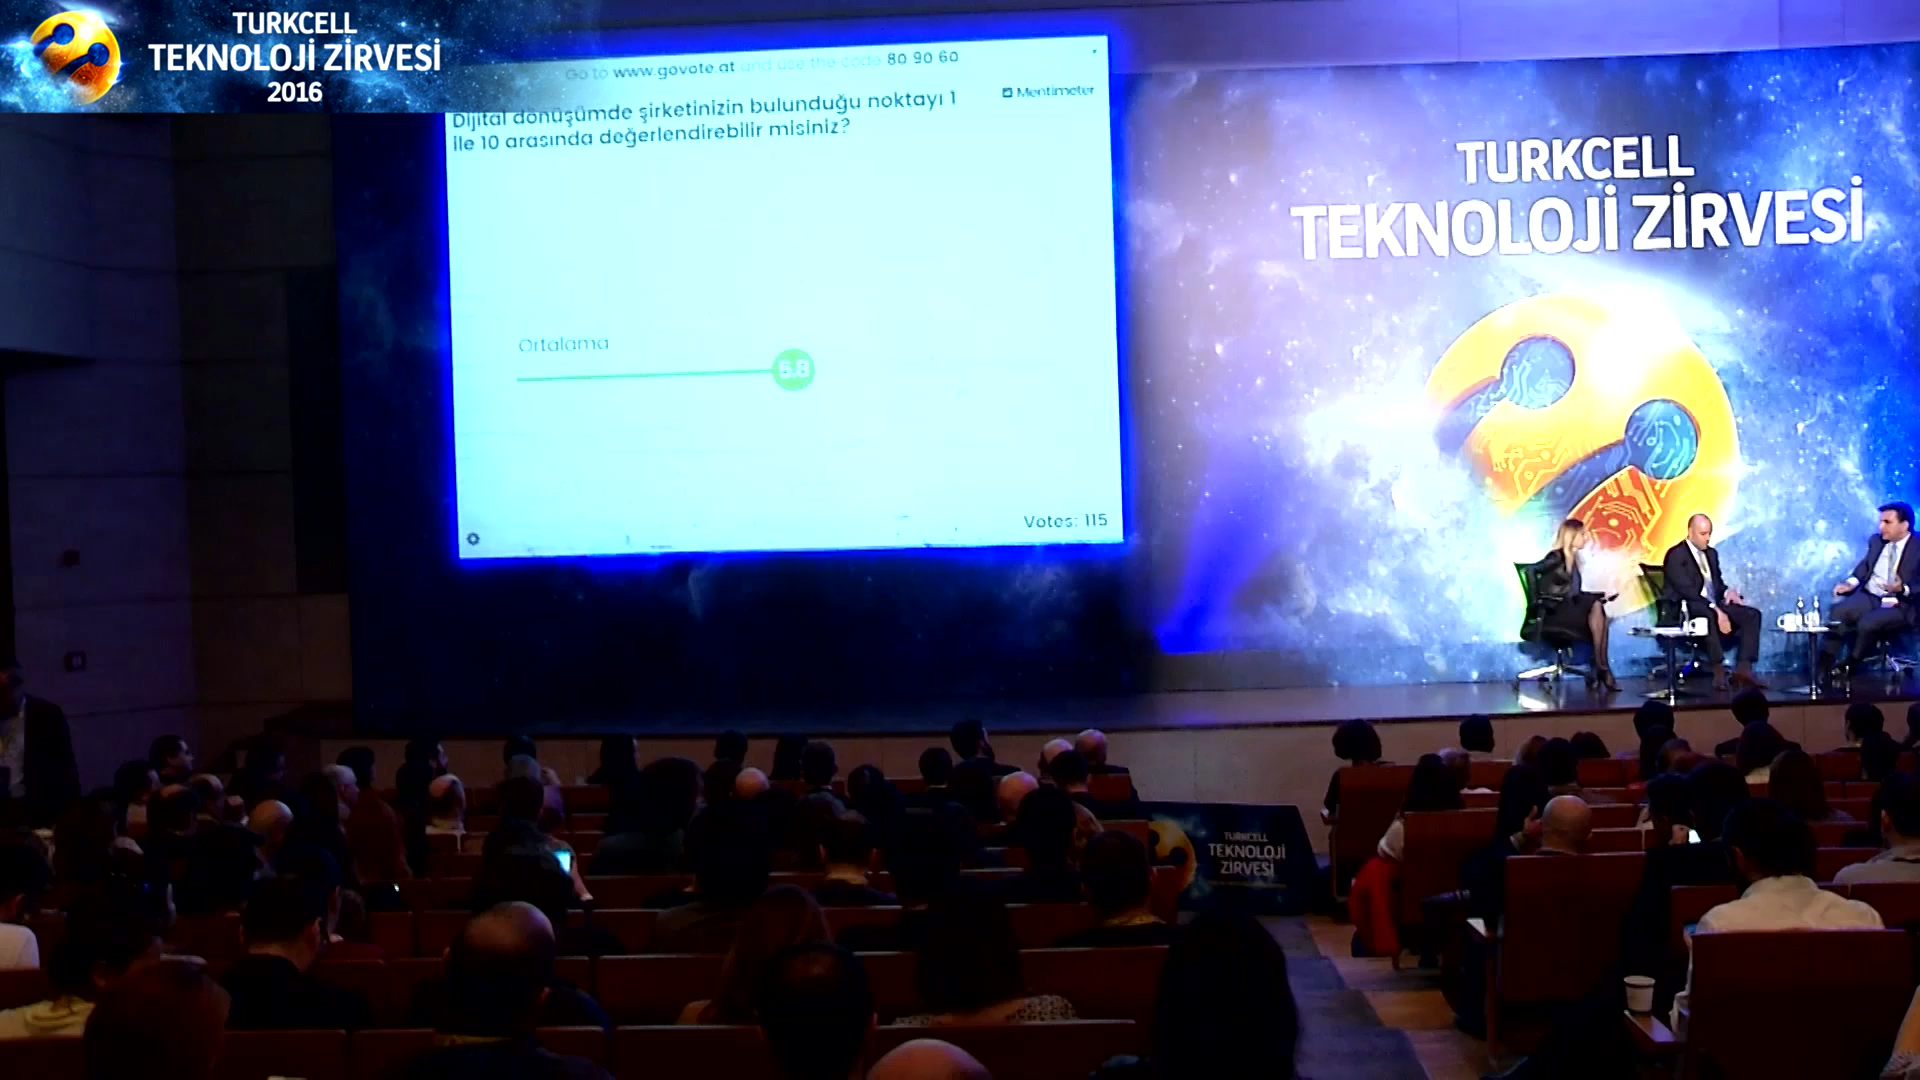 TURKCELL
TEKNOLOJİ ZİRVESİ
2016
Go to www.govote.at and use the code 80 90 60
Mentimeter
Dijital dönüşümde şirketinizin bulunduğu noktayı 1
ile 10 arasında değerlendirebilir misiniz?
Ortalama
5.8
Votes: 115
TURKCELL
TEKNOLOJİ ZİRVESİ
TURKCELL
TEKNOLOJİ
ZİRVESİ